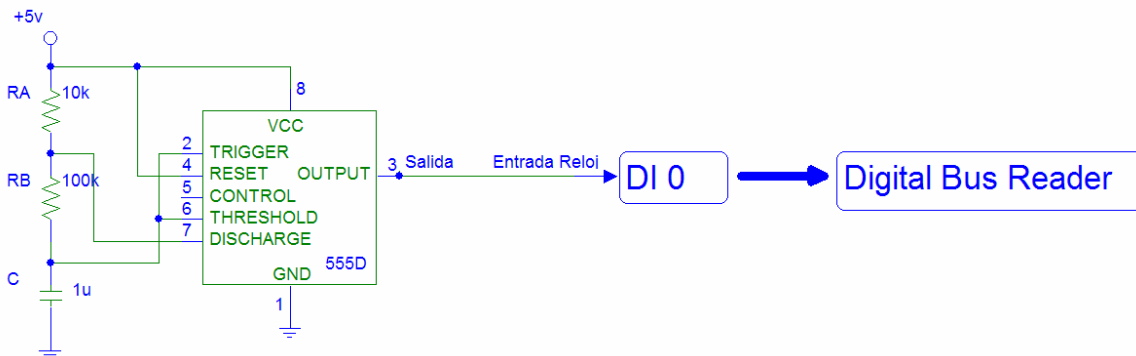 +5v
RA 10k
8
VCC
2 TRIGGER
4 RESET OUTPUT 3 Salida Entrada Reloj DI 0 Digital Bus Reader
RB 100k
5 CONTROL
6 THRESHOLD
7 DISCHARGE
555D
GND
C 1u
1